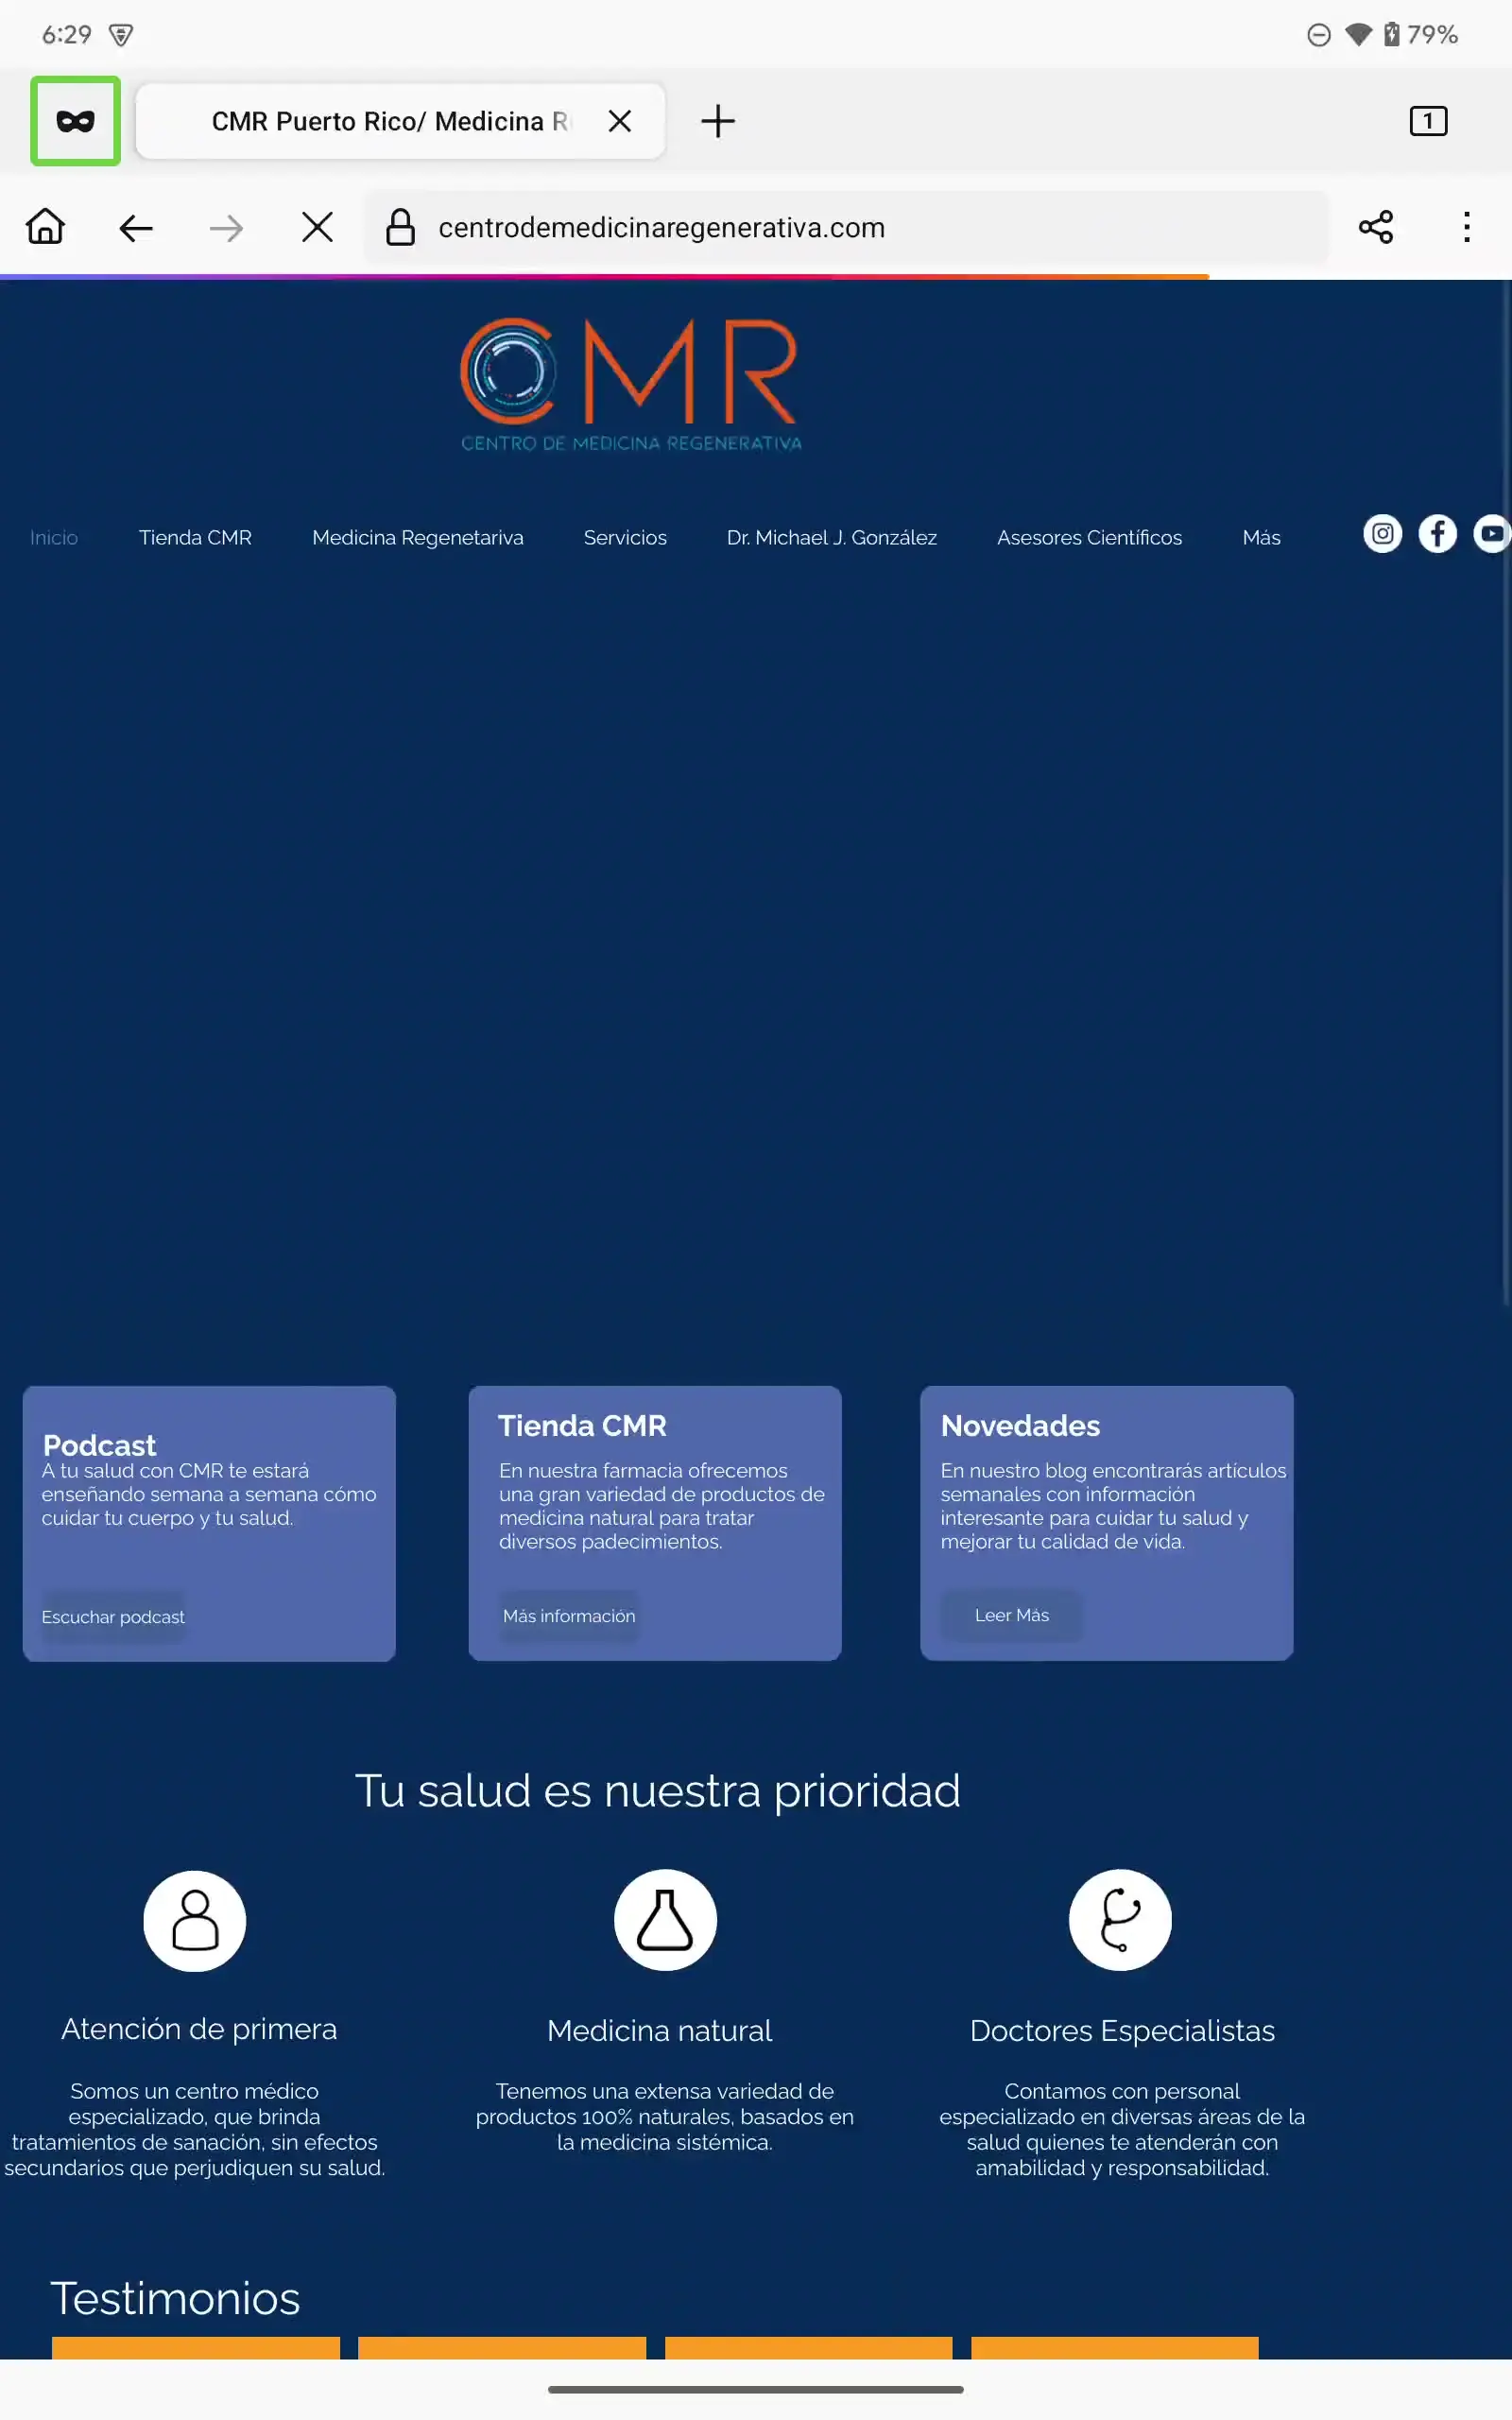 6:29
79%
CMR Puerto Rico/ Medicina R
1
centrodemedicinaregenerativa.com
CMR
CENTRO DE MEDICINA REGENERATIVA
Inicio Tienda CMR Medicina Regenetariva Servicios Dr. Michael J. González Asesores Científicos Más
Podcast
A tu salud con CMR te estará
enseñando semana a semana cómo
cuidar tu cuerpo y tu salud.
Escuchar podcast
Tienda CMR
En nuestra farmacia ofrecemos
una gran variedad de productos de
medicina natural para tratar
diversos padecimientos.
Más información
Novedades
En nuestro blog encontrarás artículos
semanales con información
interesante para cuidar tu salud y
mejorar tu calidad de vida.
Leer Más
Tu salud es nuestra prioridad
Atención de primera
Somos un centro médico
especializado, que brinda
tratamientos de sanación, sin efectos
secundarios que perjudiquen su salud.
Medicina natural
Tenemos una extensa variedad de
productos 100% naturales, basados en
la medicina sistémica.
Doctores Especialistas
Contamos con personal
especializado en diversas áreas de la
salud quienes te atenderán con
amabilidad y responsabilidad.
Testimonios